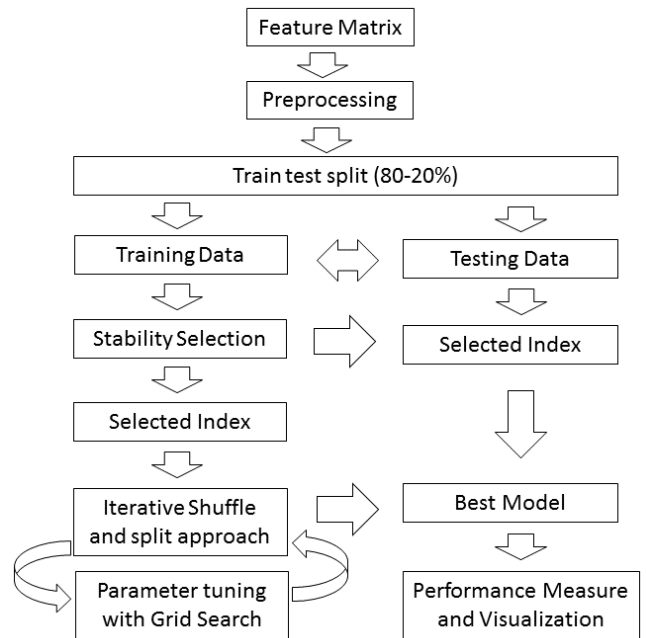 Feature Matrix
Preprocessing
Train test split (80-20%)
Training Data
Testing Data
Stability Selection
Selected Index
Selected Index
Iterative Shuffle
and split approach
Best Model
Parameter tuning
with Grid Search
Performance Measure
and Visualization